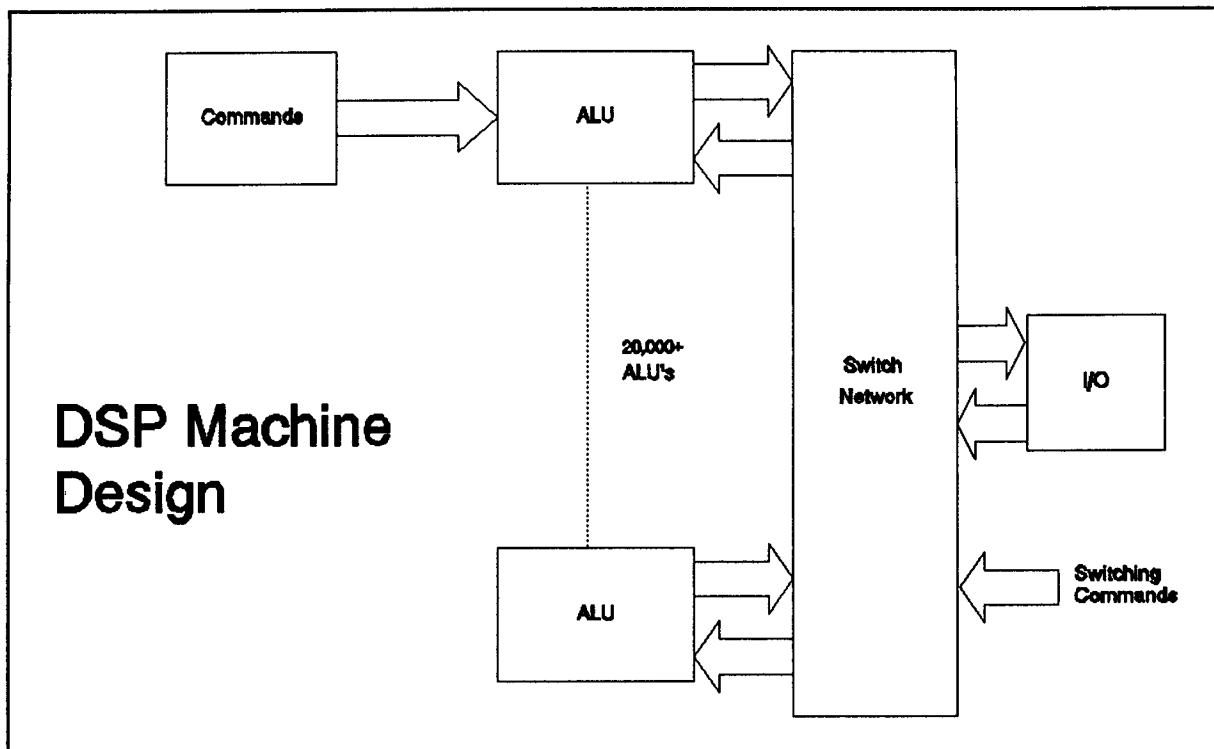 Commands
ALU
20,000+
ALU's
Switch
Network
I/O
DSP Machine
Design
ALU
Switching
Commands